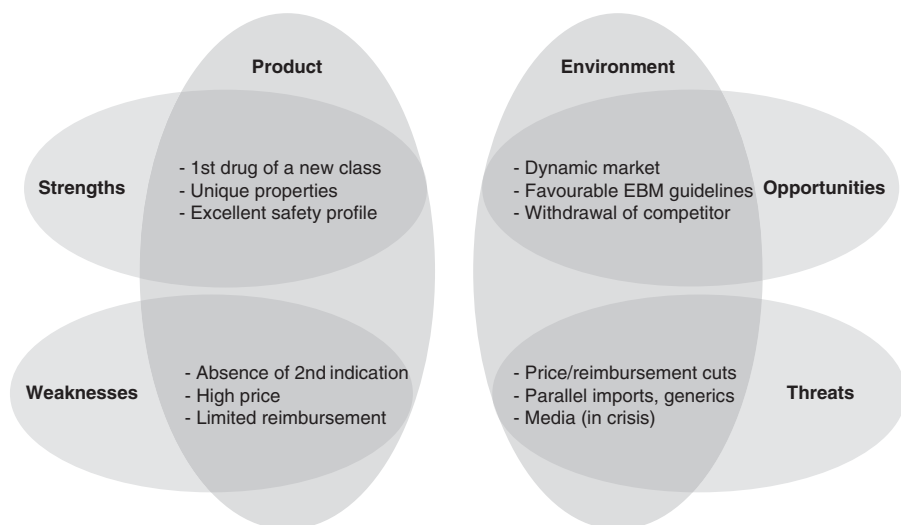 Product
Strengths
- 1st drug of a new class
- Unique properties
- Excellent safety profile
Weaknesses
- Absence of 2nd indication
- High price
- Limited reimbursement
Environment
- Dynamic market
- Favourable EBM guidelines
- Withdrawal of competitor
Opportunities
- Price/reimbursement cuts
- Parallel imports, generics
- Media (in crisis)
Threats